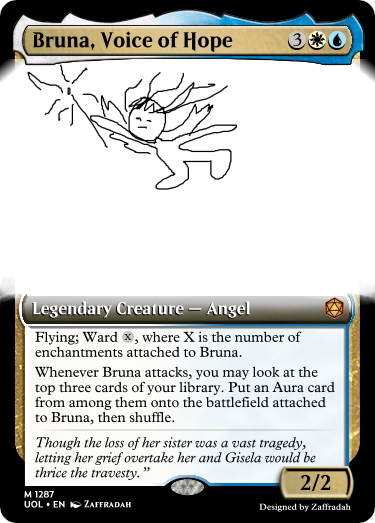 Bruna, Voice of Hope 3
Legendary Creature — Angel
Flying; Ward X, where X is the number of
enchantments attached to Bruna.
Whenever Bruna attacks, you may look at the
top three cards of your library. Put an Aura card
from among them onto the battlefield attached
to Bruna, then shuffle.
Though the loss of her sister was a vast tragedy,
letting her grief overtake her and Gisela would be
thrice the travesty.”
2/2
M 1287
UOL • EN Zaffradah
Designed by Zaffradah